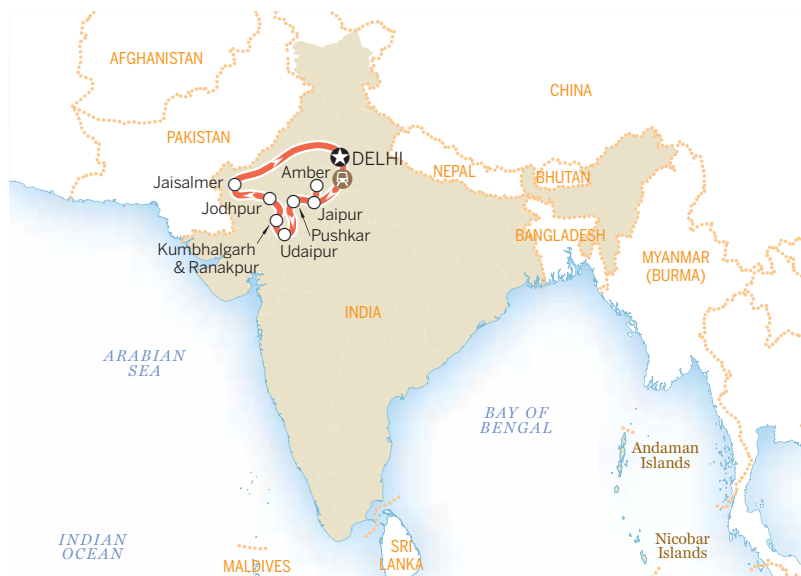 AFGHANISTAN
CHINA
PAKISTAN
DELHI
NEPAL
BHUTAN
Amber
Jaisalmer
Jodhpur
Jaipur
Pushkar
Kumbhalgarh
& Ranakpur
Udaipur
BANGLADESH
MYANMAR
(BURMA)
INDIA
ARABIAN
SEA
BAY OF
BENGAL
Andaman
Islands
INDIAN
OCEAN
Nicobar
Islands
SRI
LANKA
MALDIVES